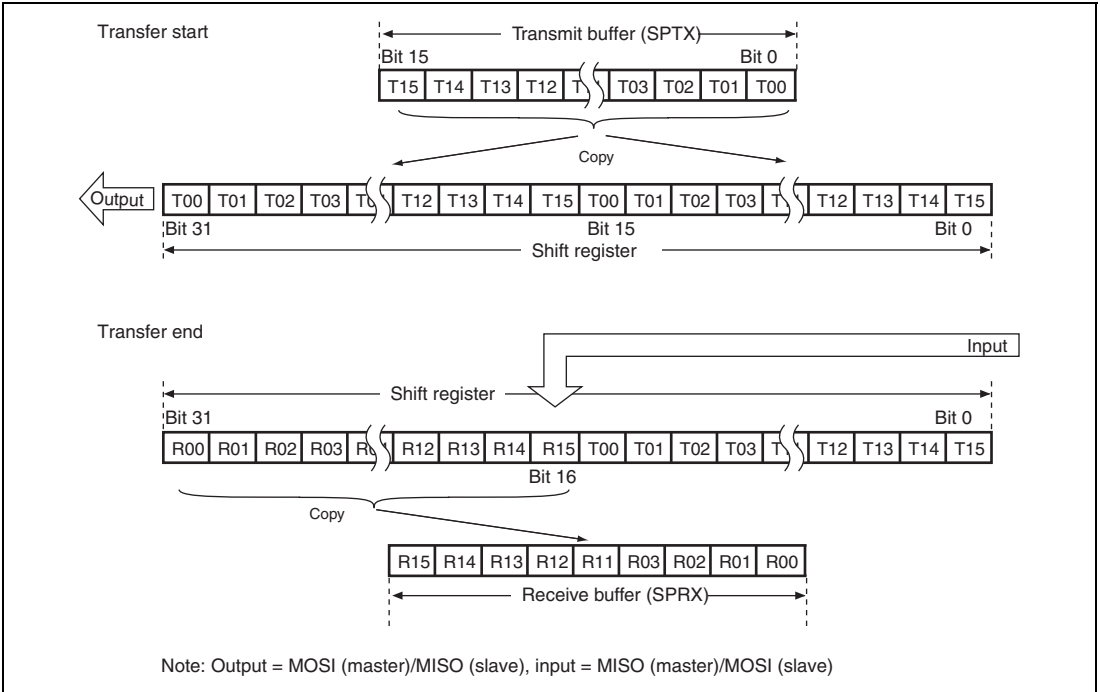 Transfer start
Transmit buffer (SPTX)
Bit 15 Bit 0
T15 T14 T13 T12 T03 T02 T01 T00
Copy
Output T00 T01 T02 T03 T12 T13 T14 T15 T00 T01 T02 T03 T12 T13 T14 T15
Bit 31 Bit 15 Bit 0
Shift register
Transfer end
Input
Shift register
Bit 31 Bit 0
R00 R01 R02 R03 R12 R13 R14 R15 T00 T01 T02 T03 T12 T13 T14 T15
Bit 16
Copy
R15 R14 R13 R12 R11 R03 R02 R01 R00
Receive buffer (SPRX)
Note: Output = MOSI (master)/MISO (slave), input = MISO (master)/MOSI (slave)